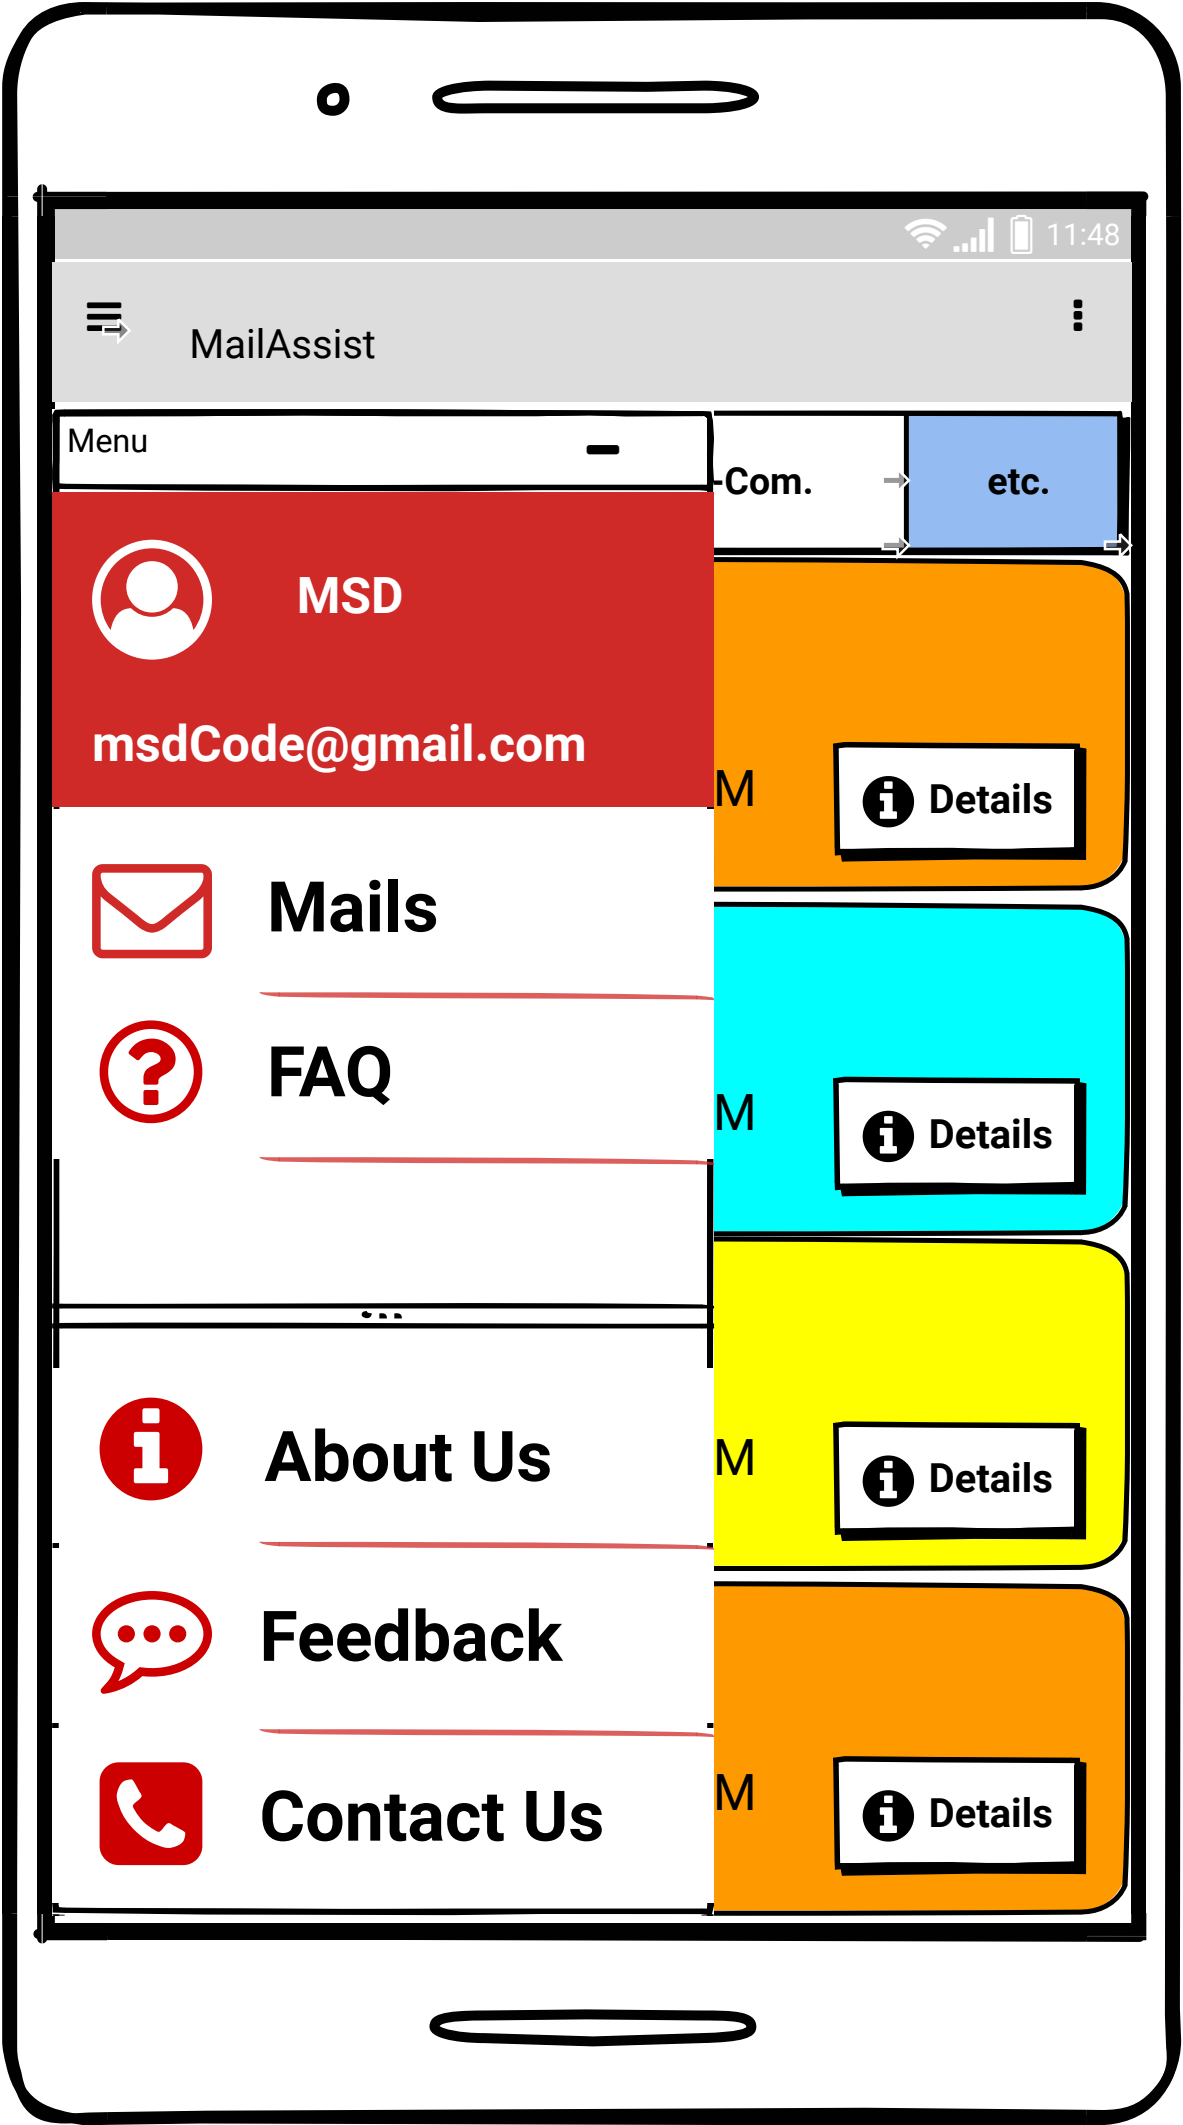 11:48
MailAssist
Menu
-Com.
etc.
MSD
msdCode@gmail.com
M
Details
Mails
FAQ
M
Details
About Us
M
Details
Feedback
Contact Us
M
Details